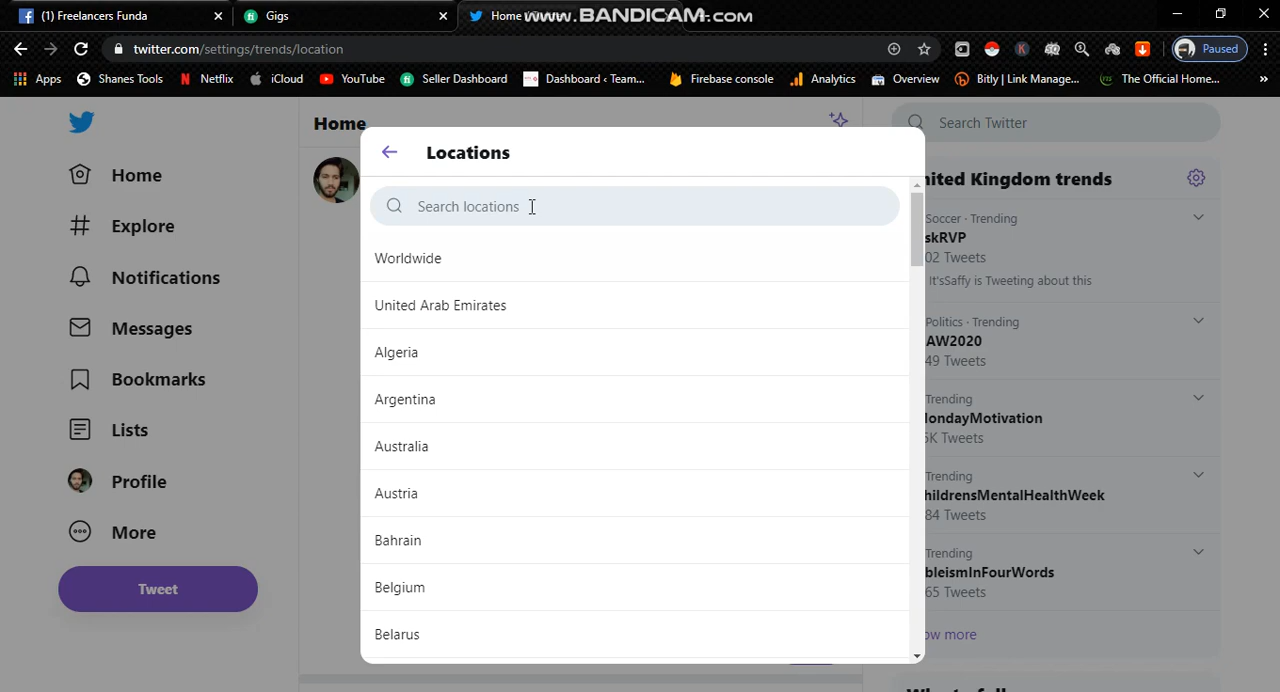 (1) Freelancers Funda
Gigs
Home
www.BANDICAM.com
twitter.com/settings/trends/location
Paused
Apps
Shanes Tools
Netflix
iCloud
YouTube
Seller Dashboard
Dashboard ‹ Team...
Firebase console
Analytics
Overview
Bitly | Link Manage...
The Official Home...
Home
Explore
Notifications
Messages
Bookmarks
Lists
Profile
More
Tweet
Home
Locations
Search locations
Worldwide
United Arab Emirates
Algeria
Argentina
Australia
Austria
Bahrain
Belgium
Belarus
Search Twitter
nited Kingdom trends
Soccer · Trending
skRVP
02 Tweets
It'sSaffy is Tweeting about this
Politics · Trending
AW2020
49 Tweets
Trending
MondayMotivation
5K Tweets
Trending
hildrensMentalHealthWeek
84 Tweets
Trending
bleismInFourWords
65 Tweets
ow more